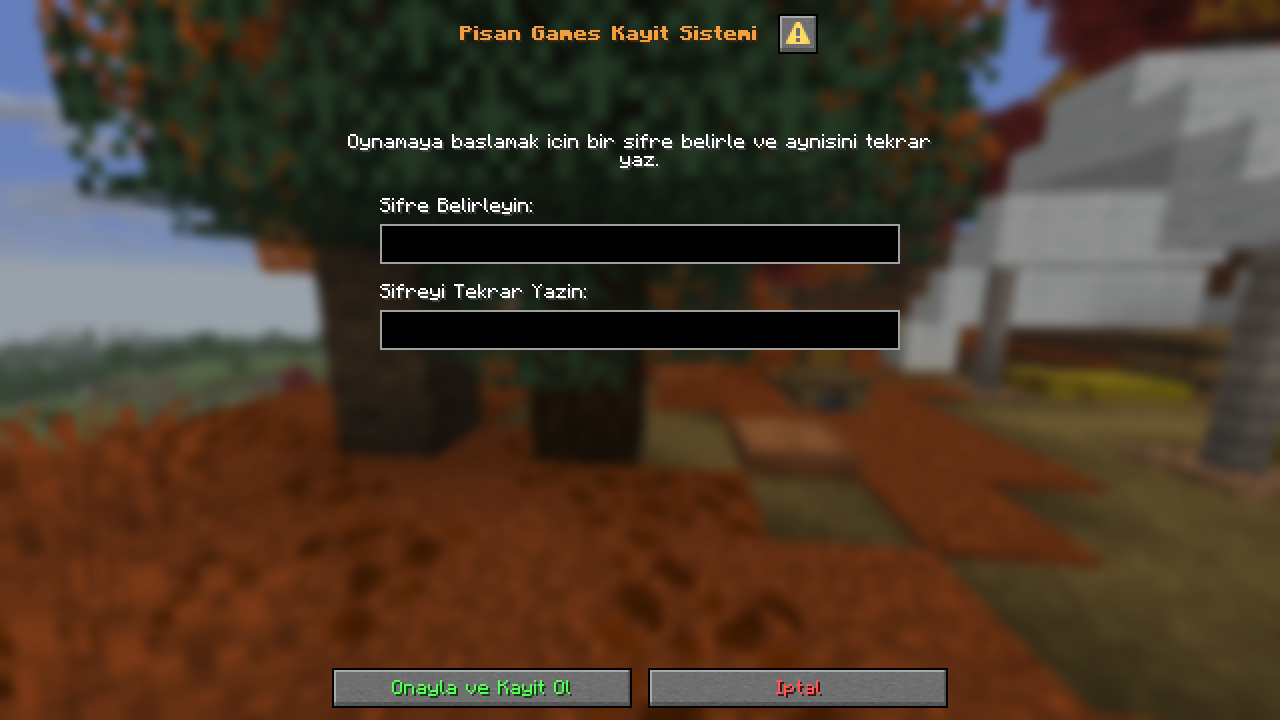 Pisan Games Kayit Sistemi
Oynamaya baslamak icin bir sifre belirle ve aynisini tekrar
yaz.
Sifre Belirleyin:
Sifreyi Tekrar Yazin:
Onayla ve Kayit Ol
Iptal